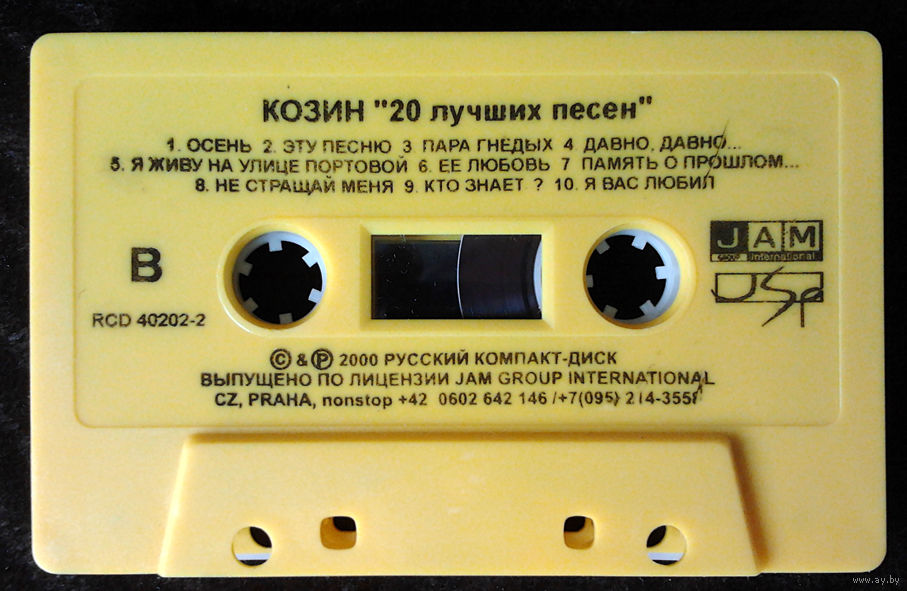 КОЗИН "20 лучших песен"
1. ОСЕНЬ 2. ЭТУ ПЕСНЮ 3 ПАРА ГНЕДЫХ 4. ДАВНО, ДАВНО...
5. Я ЖИВУ НА УЛИЦЕ ПОРТОВОЙ 6. ЕЕ ЛЮБОВЬ 7 ПАМЯТЬ О ПРОШЛОМ...
8. НЕ СТРАЩАЙ МЕНЯ 9. КТО ЗНАЕТ ? 10. Я ВАС ЛЮБИЛ
B
JAM
GROUP International
RCD 40202-2
© & ℗ 2000 РУССКИЙ КОМПАКТ-ДИСК
ВЫПУЩЕНО ПО ЛИЦЕНЗИИ JAM GROUP INTERNATIONAL
CZ, PRAHA, nonstop +42 0602 642 146 /+7(095) 214-3558
www.ay.by